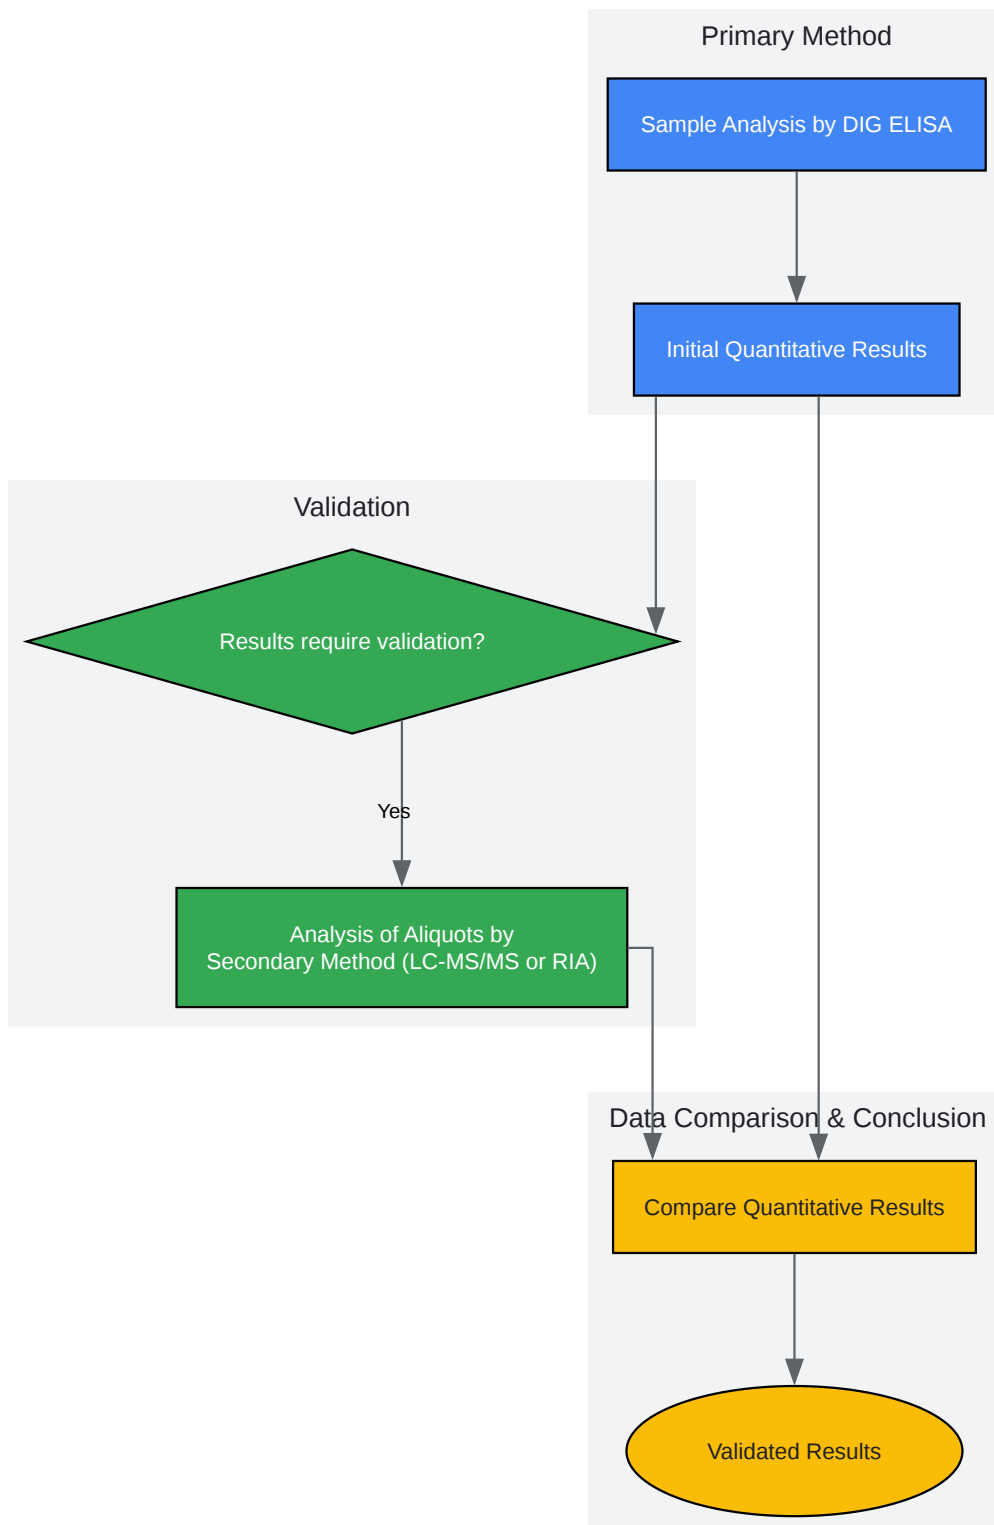 Primary Method
Sample Analysis by DIG ELISA
Initial Quantitative Results
Validation
Results require validation?
Yes
Analysis of Aliquots by
Secondary Method (LC-MS/MS or RIA)
Data Comparison & Conclusion
Compare Quantitative Results
Validated Results